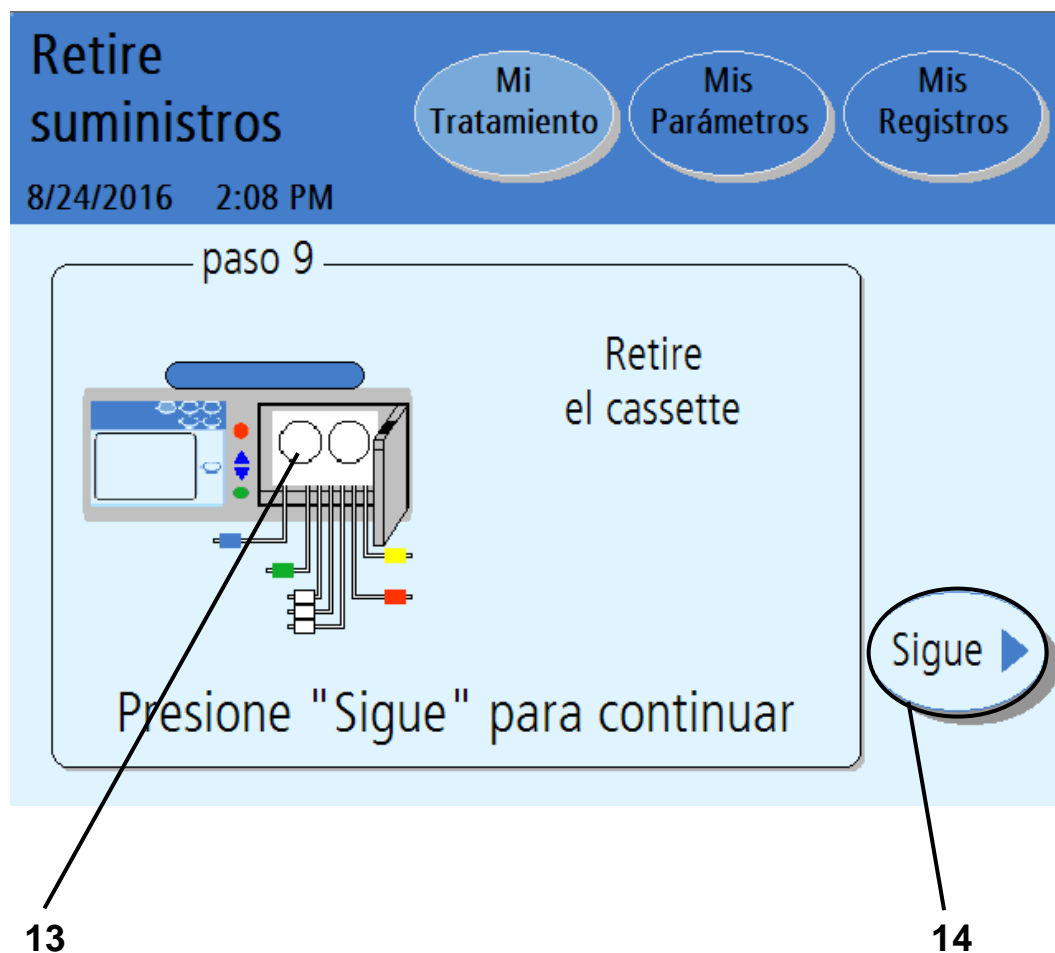 Retire
suministros
8/24/2016 2:08 PM
Mi
Tratamiento
Mis
Parámetros
Mis
Registros
paso 9
Retire
el cassette
Presione "Sigue" para continuar
Sigue
13
14